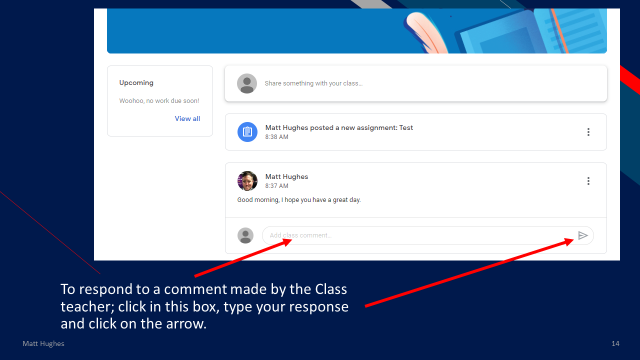 Upcoming
Woohoo, no work due soon!
View all
Share something with your class...
Matt Hughes posted a new assignment: Test
8:38 AM
Matt Hughes
8:37 AM
Good morning, I hope you have a great day.
Add class comment...
To respond to a comment made by the Class
teacher; click in this box, type your response
and click on the arrow.
Matt Hughes
14